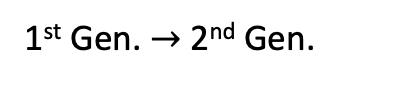 1st Gen. → 2nd Gen.